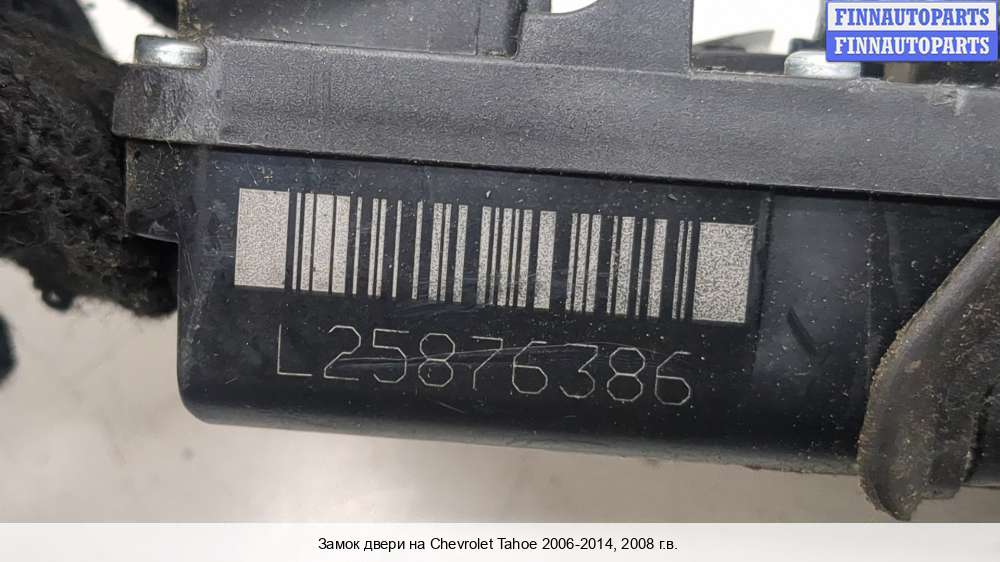 FINNAUTOPARTS
FINNAUTOPARTS
L25876386
Замок двери на Chevrolet Tahoe 2006-2014, 2008 г.в.